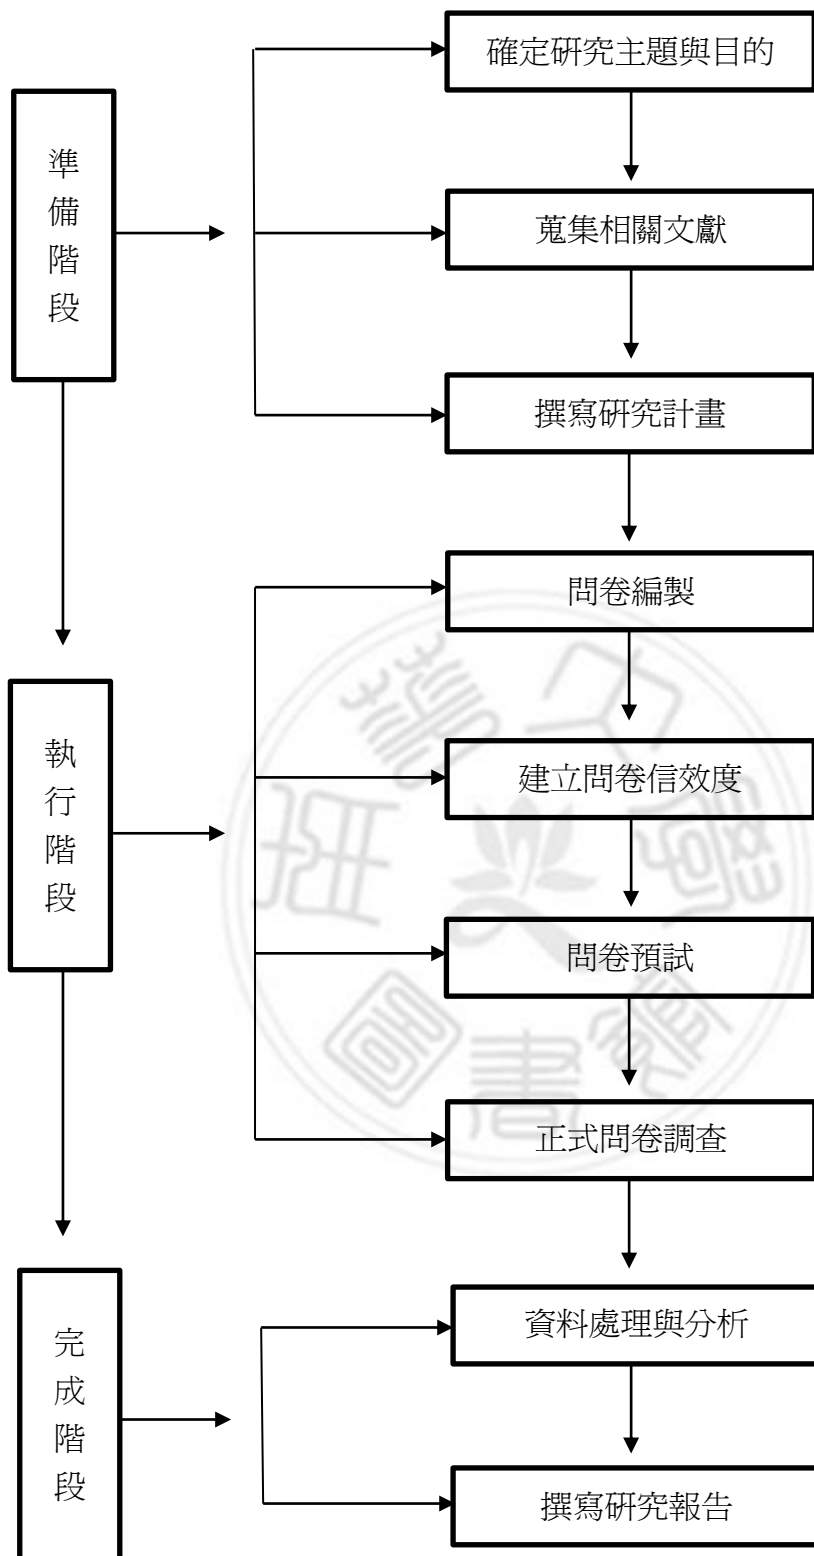 準備階段
確定研究主題與目的
蒐集相關文獻
撰寫研究計畫
執行階段
問卷編製
建立問卷信效度
問卷預試
正式問卷調查
完成階段
資料處理與分析
撰寫研究報告